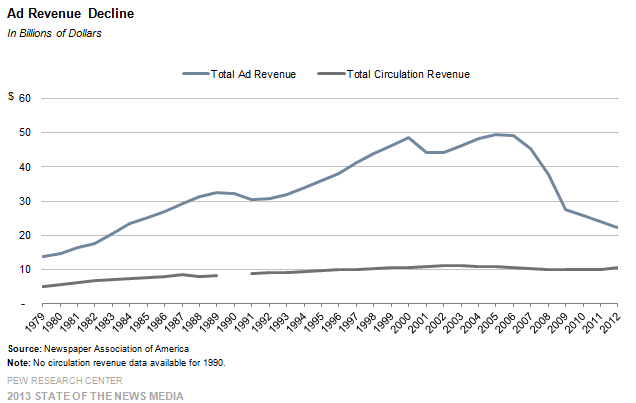 Ad Revenue Decline
In Billions of Dollars
Total Ad Revenue
Total Circulation Revenue
$ 60
50
40
30
20
10
-
1979 1980 1981 1982 1983 1984 1985 1986 1987 1988 1989 1990 1991 1992 1993 1994 1995 1996 1997 1998 1999 2000 2001 2002 2003 2004 2005 2006 2007 2008 2009 2010 2011 2012
Source: Newspaper Association of America
Note: No circulation revenue data available for 1990.
PEW RESEARCH CENTER
2013 STATE OF THE NEWS MEDIA